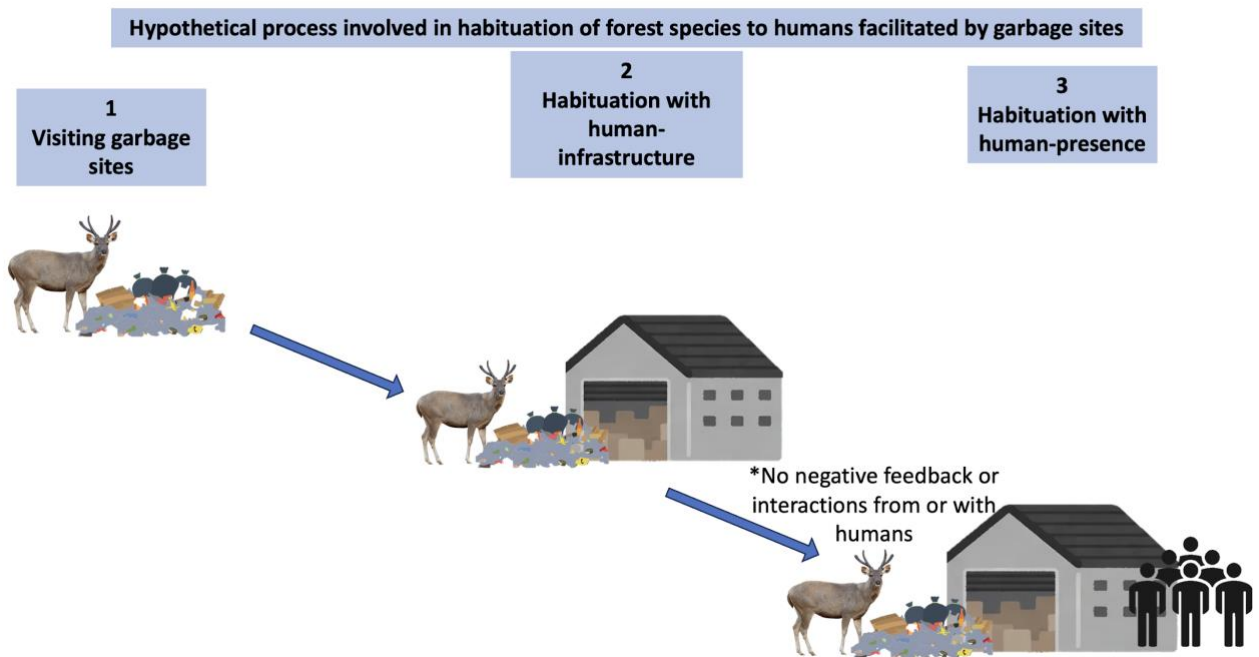 Hypothetical process involved in habituation of forest species to humans facilitated by garbage sites
1
Visiting garbage
sites
2
Habituation with
human-
infrastructure
3
Habituation with
human-presence
*No negative feedback or
interactions from or with
humans